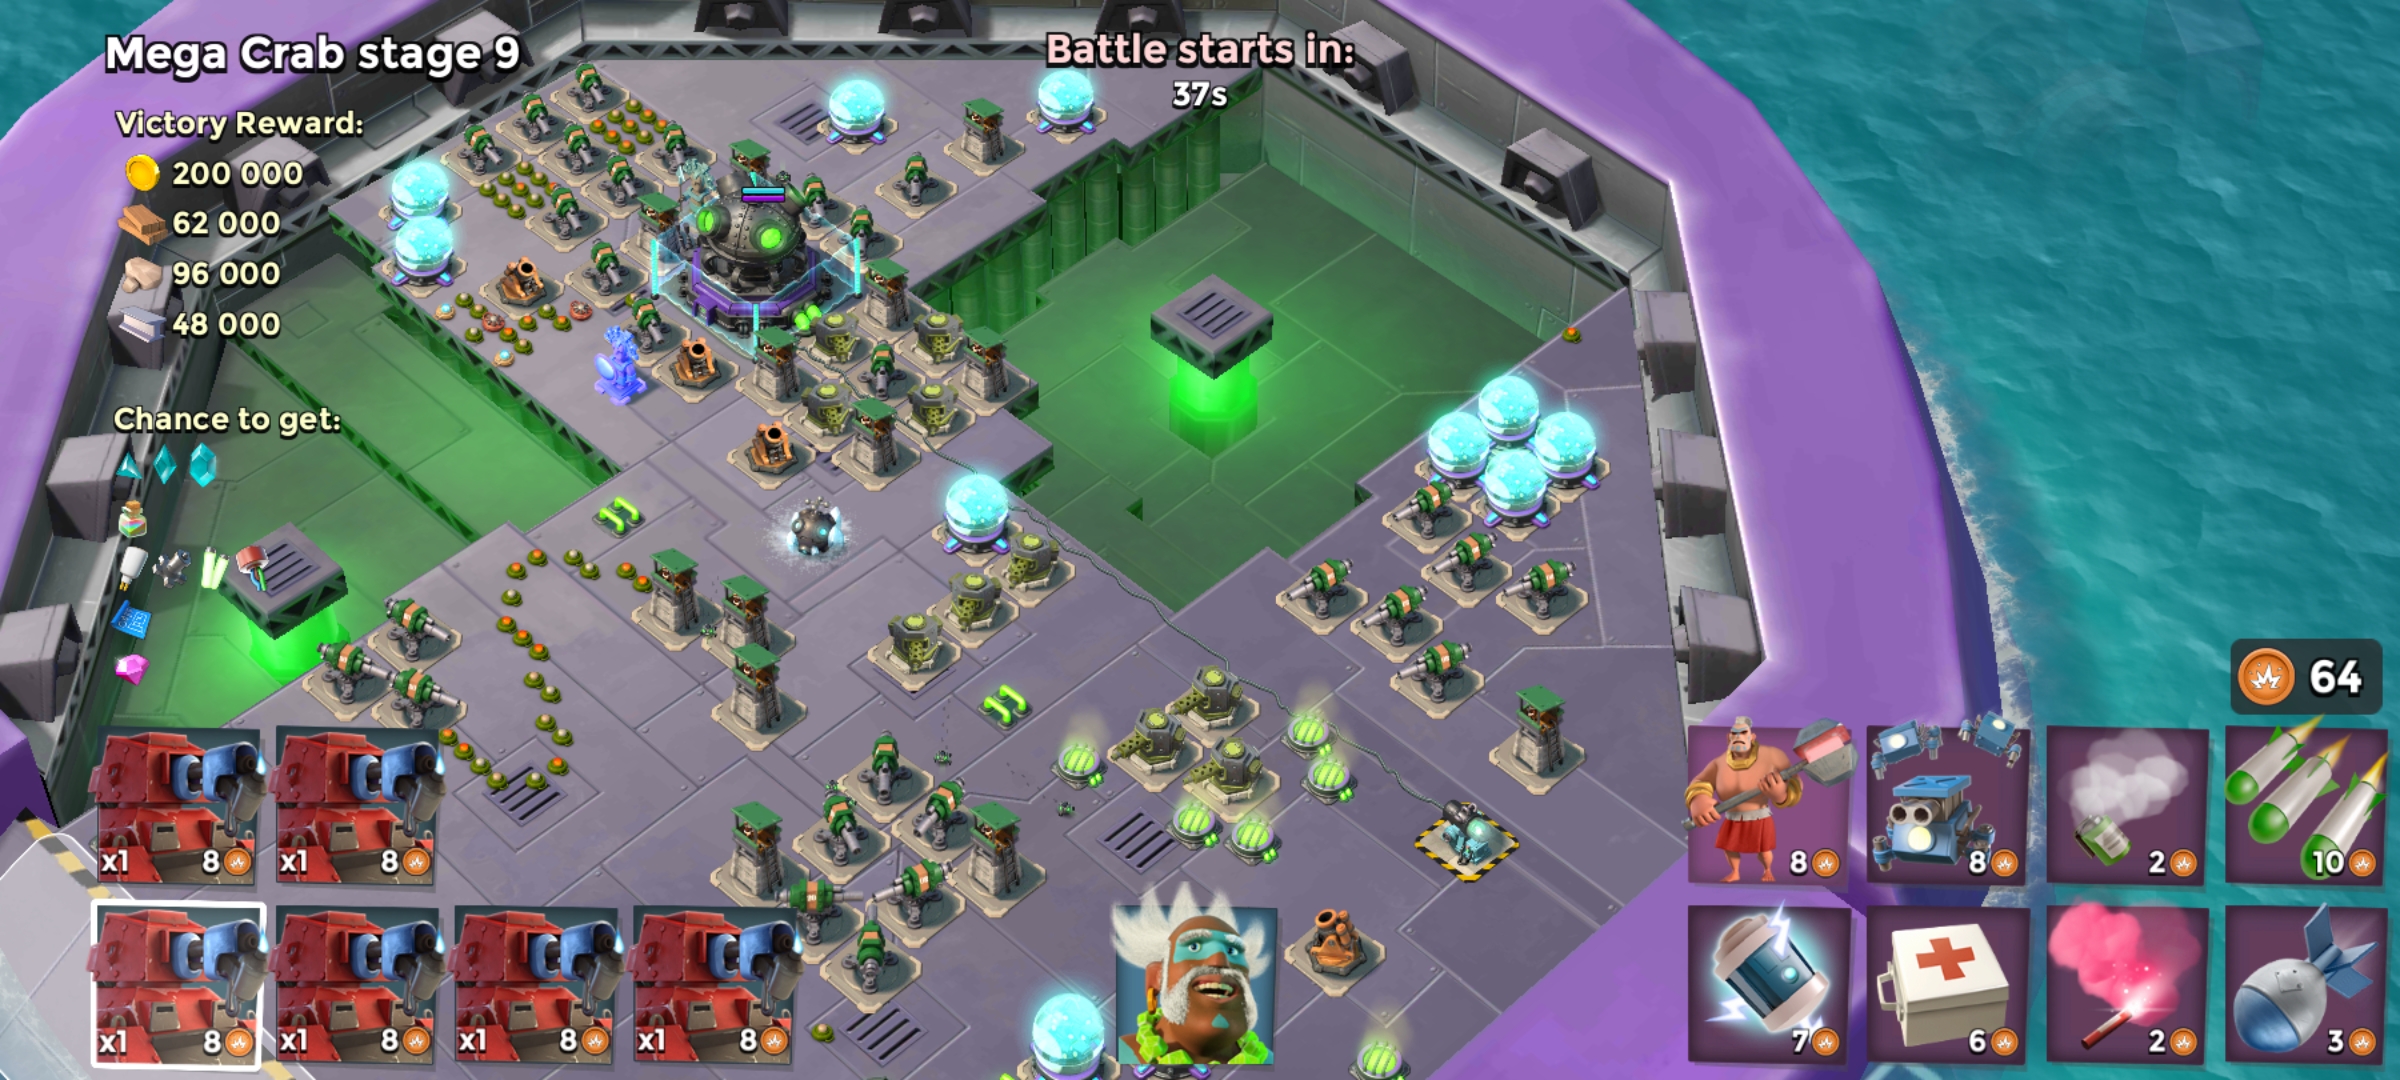 Mega Crab stage 9
Battle starts in:
37s
Victory Reward:
200 000
62 000
96 000
48 000
Chance to get:
64
x1 8
x1 8
8
8
2
10
x1 8
x1 8
x1 8
x1 8
7
6
2
3